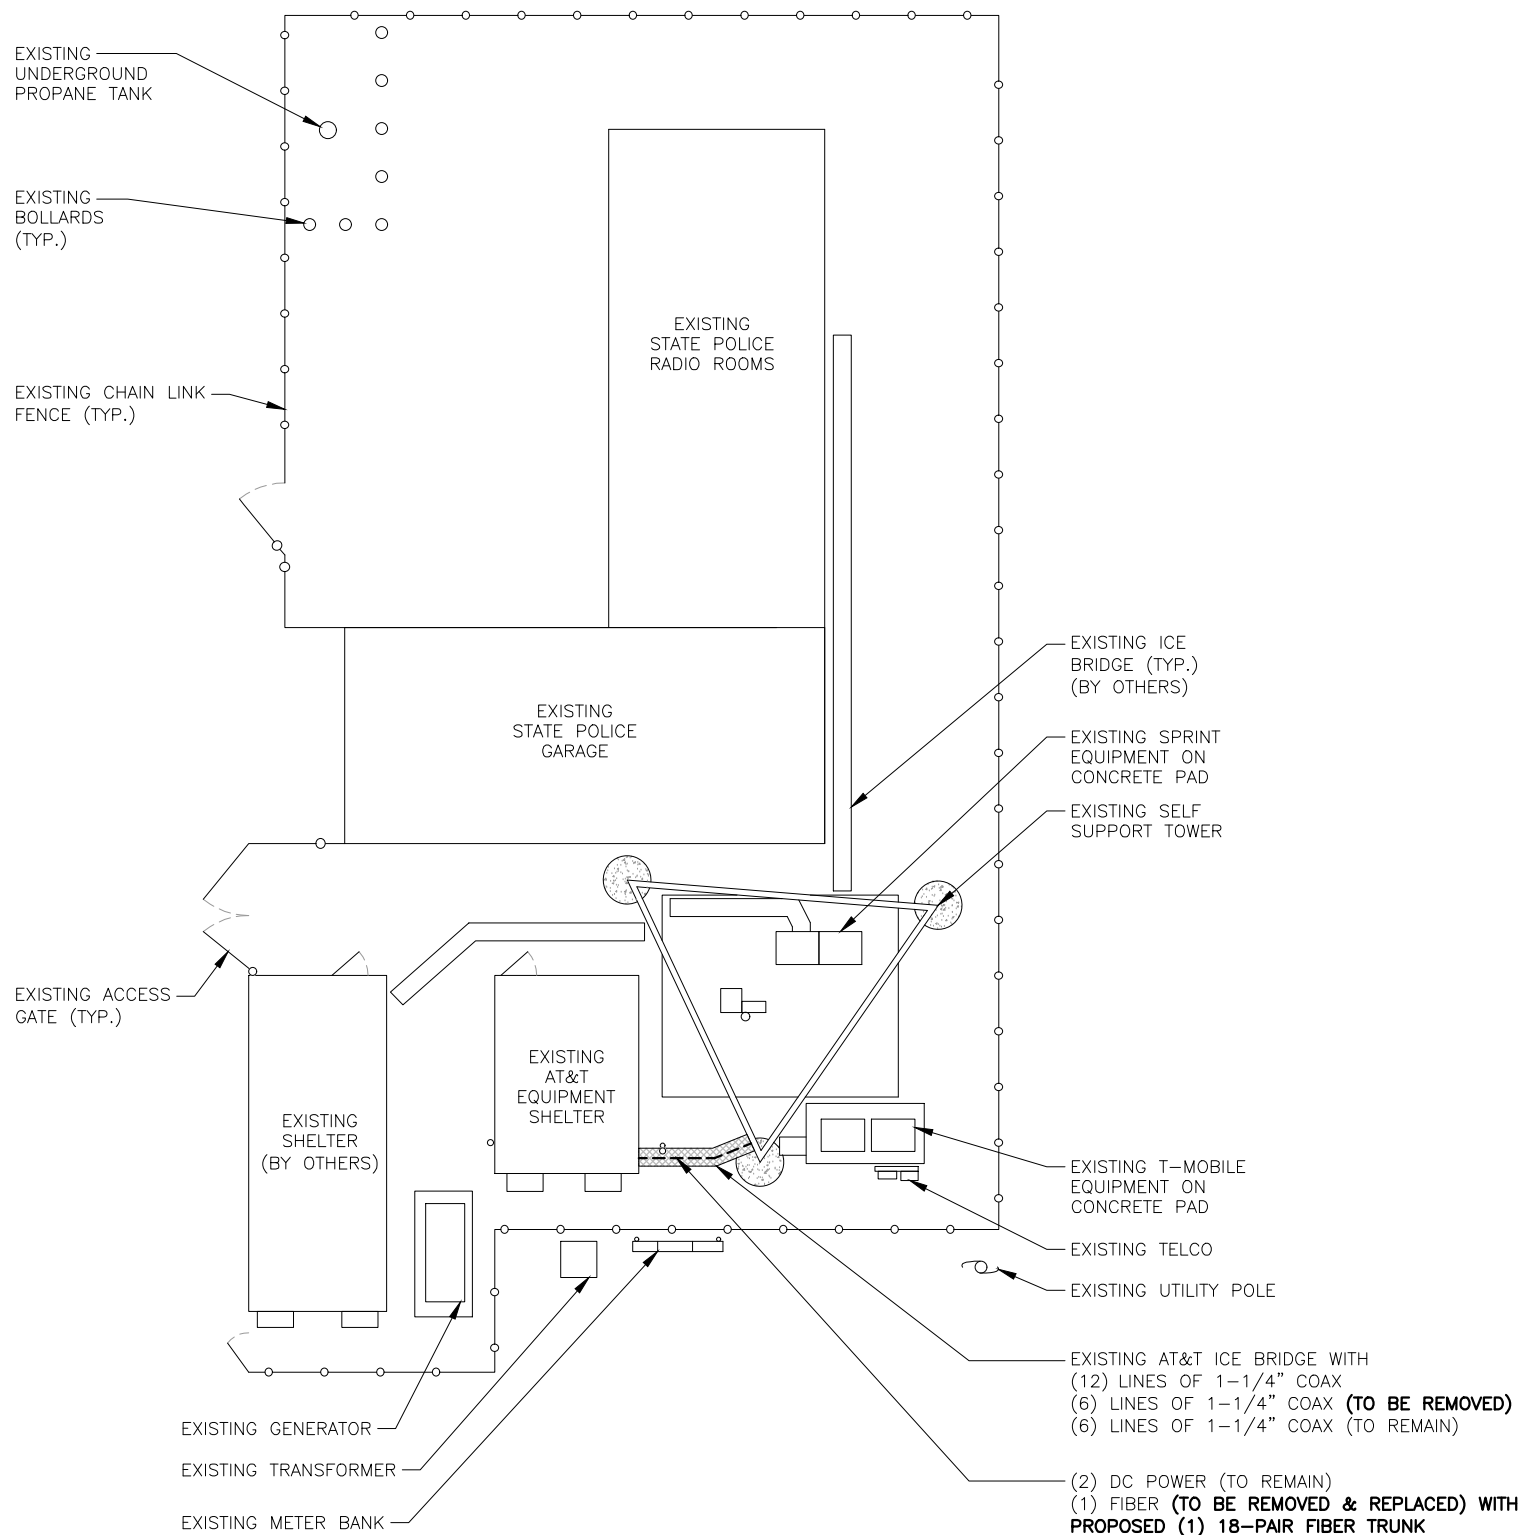 EXISTING
UNDERGROUND
PROPANE TANK
EXISTING
BOLLARDS
(TYP.)
EXISTING
STATE POLICE
RADIO ROOMS
EXISTING CHAIN LINK
FENCE (TYP.)
EXISTING ICE
BRIDGE (TYP.)
(BY OTHERS)
EXISTING
STATE POLICE
GARAGE
EXISTING SPRINT
EQUIPMENT ON
CONCRETE PAD
EXISTING SELF
SUPPORT TOWER
EXISTING ACCESS
GATE (TYP.)
EXISTING
AT&T
EQUIPMENT
SHELTER
EXISTING
SHELTER
(BY OTHERS)
EXISTING T-MOBILE
EQUIPMENT ON
CONCRETE PAD
EXISTING TELCO
EXISTING UTILITY POLE
EXISTING AT&T ICE BRIDGE WITH
(12) LINES OF 1-1/4" COAX
(6) LINES OF 1-1/4" COAX (TO BE REMOVED)
(6) LINES OF 1-1/4" COAX (TO REMAIN)
EXISTING GENERATOR
EXISTING TRANSFORMER
EXISTING METER BANK
(2) DC POWER (TO REMAIN)
(1) FIBER (TO BE REMOVED & REPLACED) WITH
PROPOSED (1) 18-PAIR FIBER TRUNK